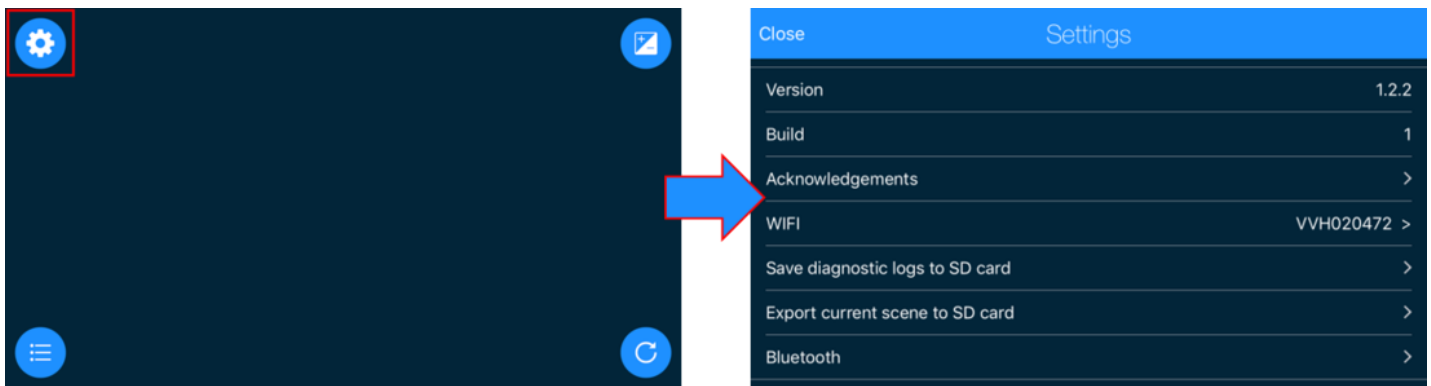 Close Settings
Version 1.2.2
Build 1
Acknowledgements >
WIFI VVH020472 >
Save diagnostic logs to SD card >
Export current scene to SD card >
Bluetooth >